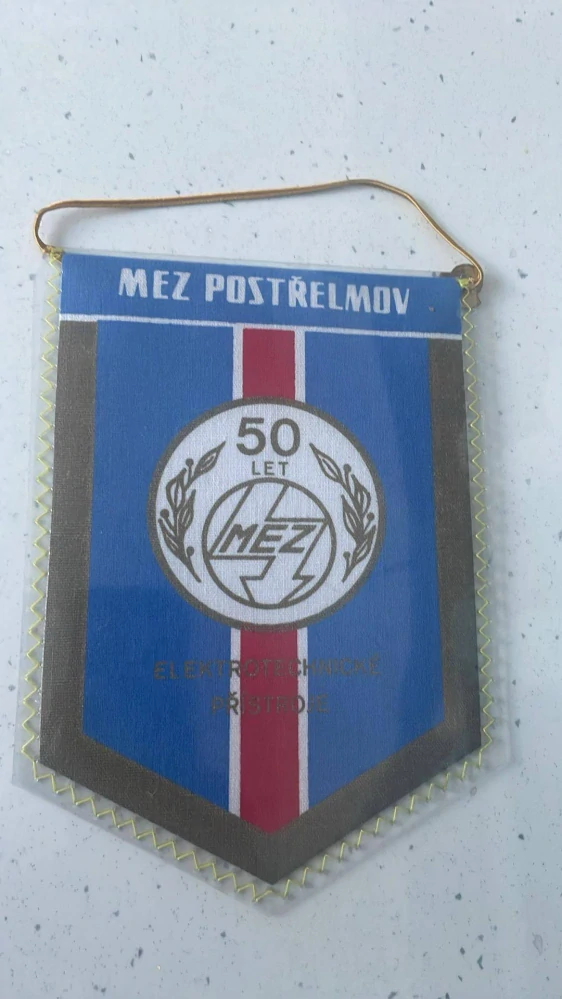 MEZ POSTŘELMOV
50
LET
MEZ
ELEKTROTECHNICKÉ
PŘÍSTROJE